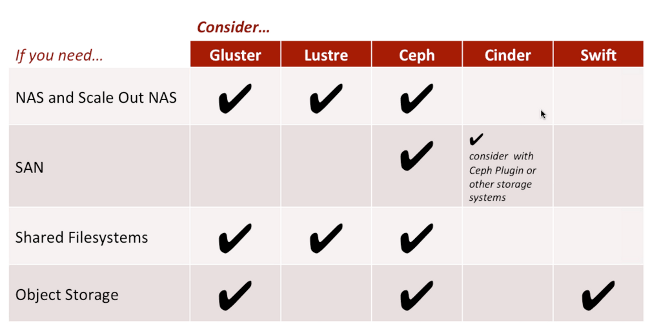 Consider...
If you need... Gluster Lustre Ceph Cinder Swift
NAS and Scale Out NAS ✔ ✔ ✔
SAN ✔ ✔
consider with
Ceph Plugin or
other storage
systems
Shared Filesystems ✔ ✔ ✔
Object Storage ✔ ✔ ✔